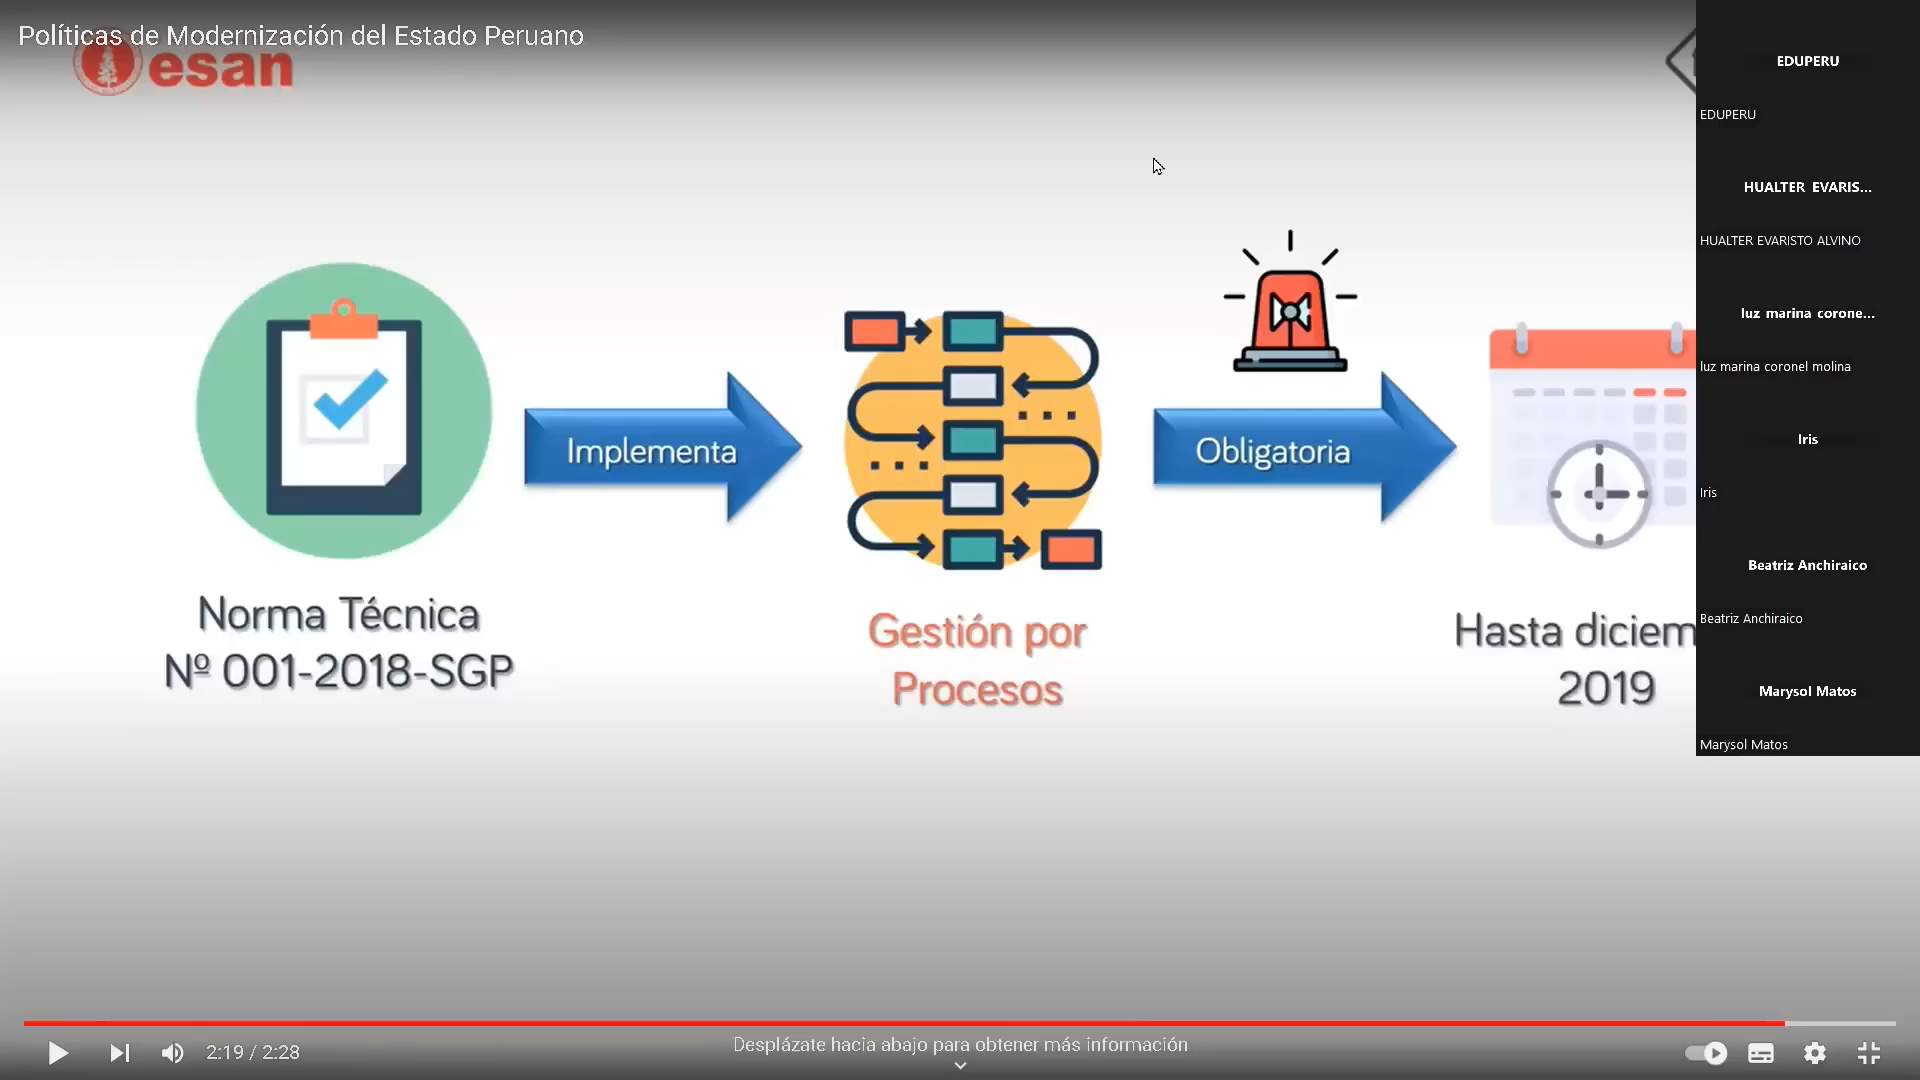 Políticas de Modernización del Estado Peruano
esan
Implementa
Obligatoria
Norma Técnica
Nº 001-2018-SGP
Gestión por
Procesos
Hasta diciem
2019
EDUPERU
EDUPERU
HUALTER EVARIS...
HUALTER EVARISTO ALVINO
luz marina corone...
luz marina coronel molina
Iris
Iris
Beatriz Anchiraico
Beatriz Anchiraico
Marysol Matos
Marysol Matos
2:19 / 2:28
Desplázate hacia abajo para obtener más información